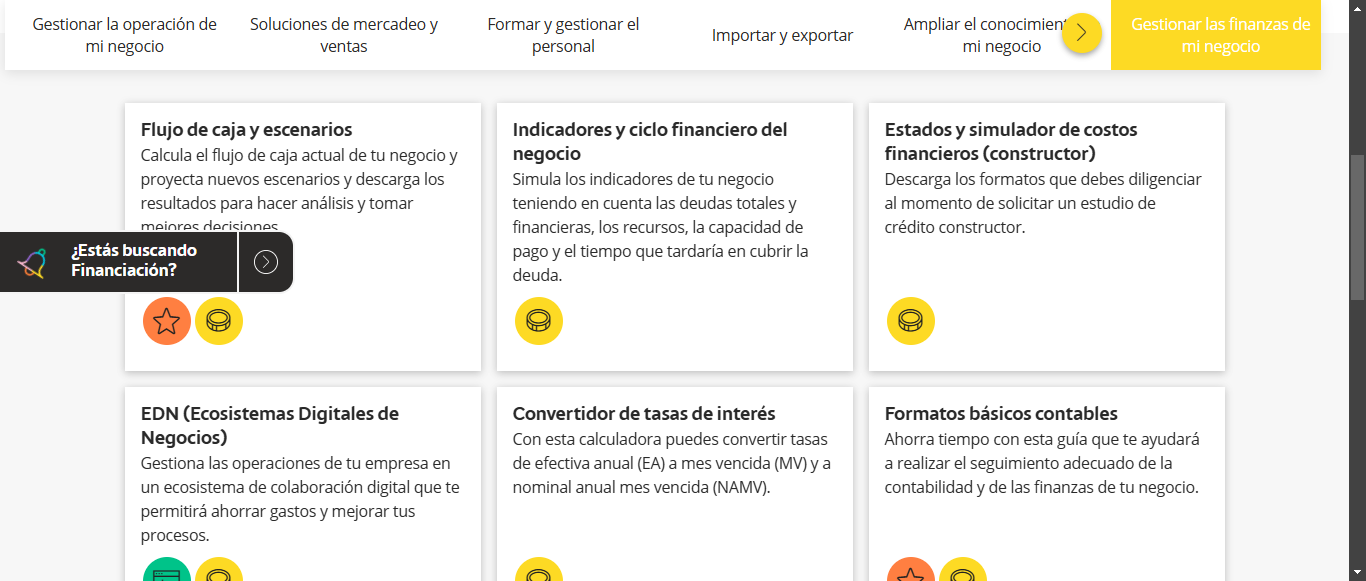 Gestionar la operación de
mi negocio
Soluciones de mercadeo y
ventas
Formar y gestionar el
personal
Importar y exportar
Ampliar el
mi negocio
Gestionar las finanzas de
mi negocio
Flujo de caja y escenarios
Calcula el flujo de caja actual de tu negocio y
proyecta nuevos escenarios y descarga los
resultados para hacer análisis y tomar
mejores decisiones.
Indicadores y ciclo financiero del
negocio
Simula los indicadores de tu negocio
teniendo en cuenta las deudas totales y
financieras, los recursos, la capacidad de
pago y el tiempo que tardaría en cubrir la
deuda.
Estados y simulador de costos
financieros (constructor)
Descarga los formatos que debes diligenciar
al momento de solicitar un estudio de
crédito constructor.
¿Estás buscando
Financiación?
EDN (Ecosistemas Digitales de
Negocios)
Gestiona las operaciones de tu empresa en
un ecosistema de colaboración digital que te
permitirá ahorrar gastos y mejorar tus
procesos.
Convertidor de tasas de interés
Con esta calculadora puedes convertir tasas
de efectiva anual (EA) a mes vencida (MV) y a
nominal anual mes vencida (NAMV).
Formatos básicos contables
Ahorra tiempo con esta guía que te ayudará
a realizar el seguimiento adecuado de la
contabilidad y de las finanzas de tu negocio.